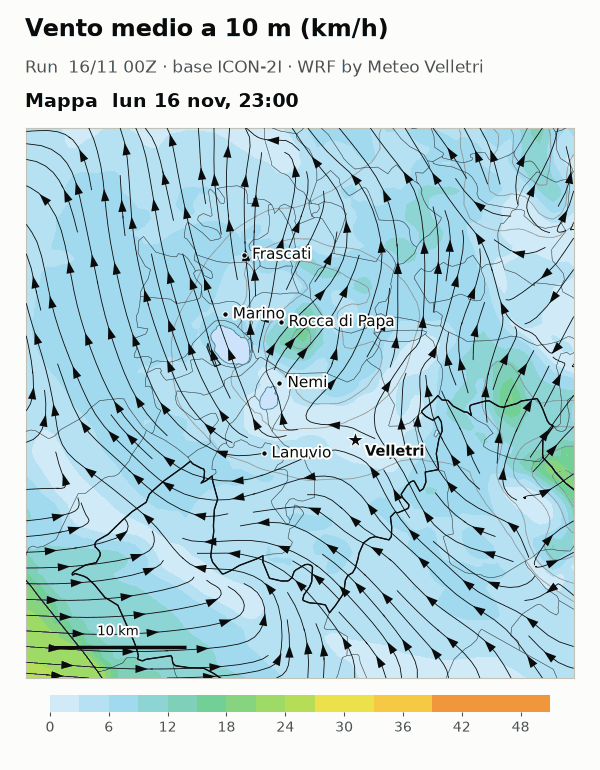 Vento medio a 10 m (km/h)
Run 16/11 00Z · base ICON-2I · WRF by Meteo Velletri
Mappa lun 16 nov, 23:00
Frascati
Marino
Rocca di Papa
Nemi
Velletri
Lanuvio
10 km
0 6 12 18 24 30 36 42 48